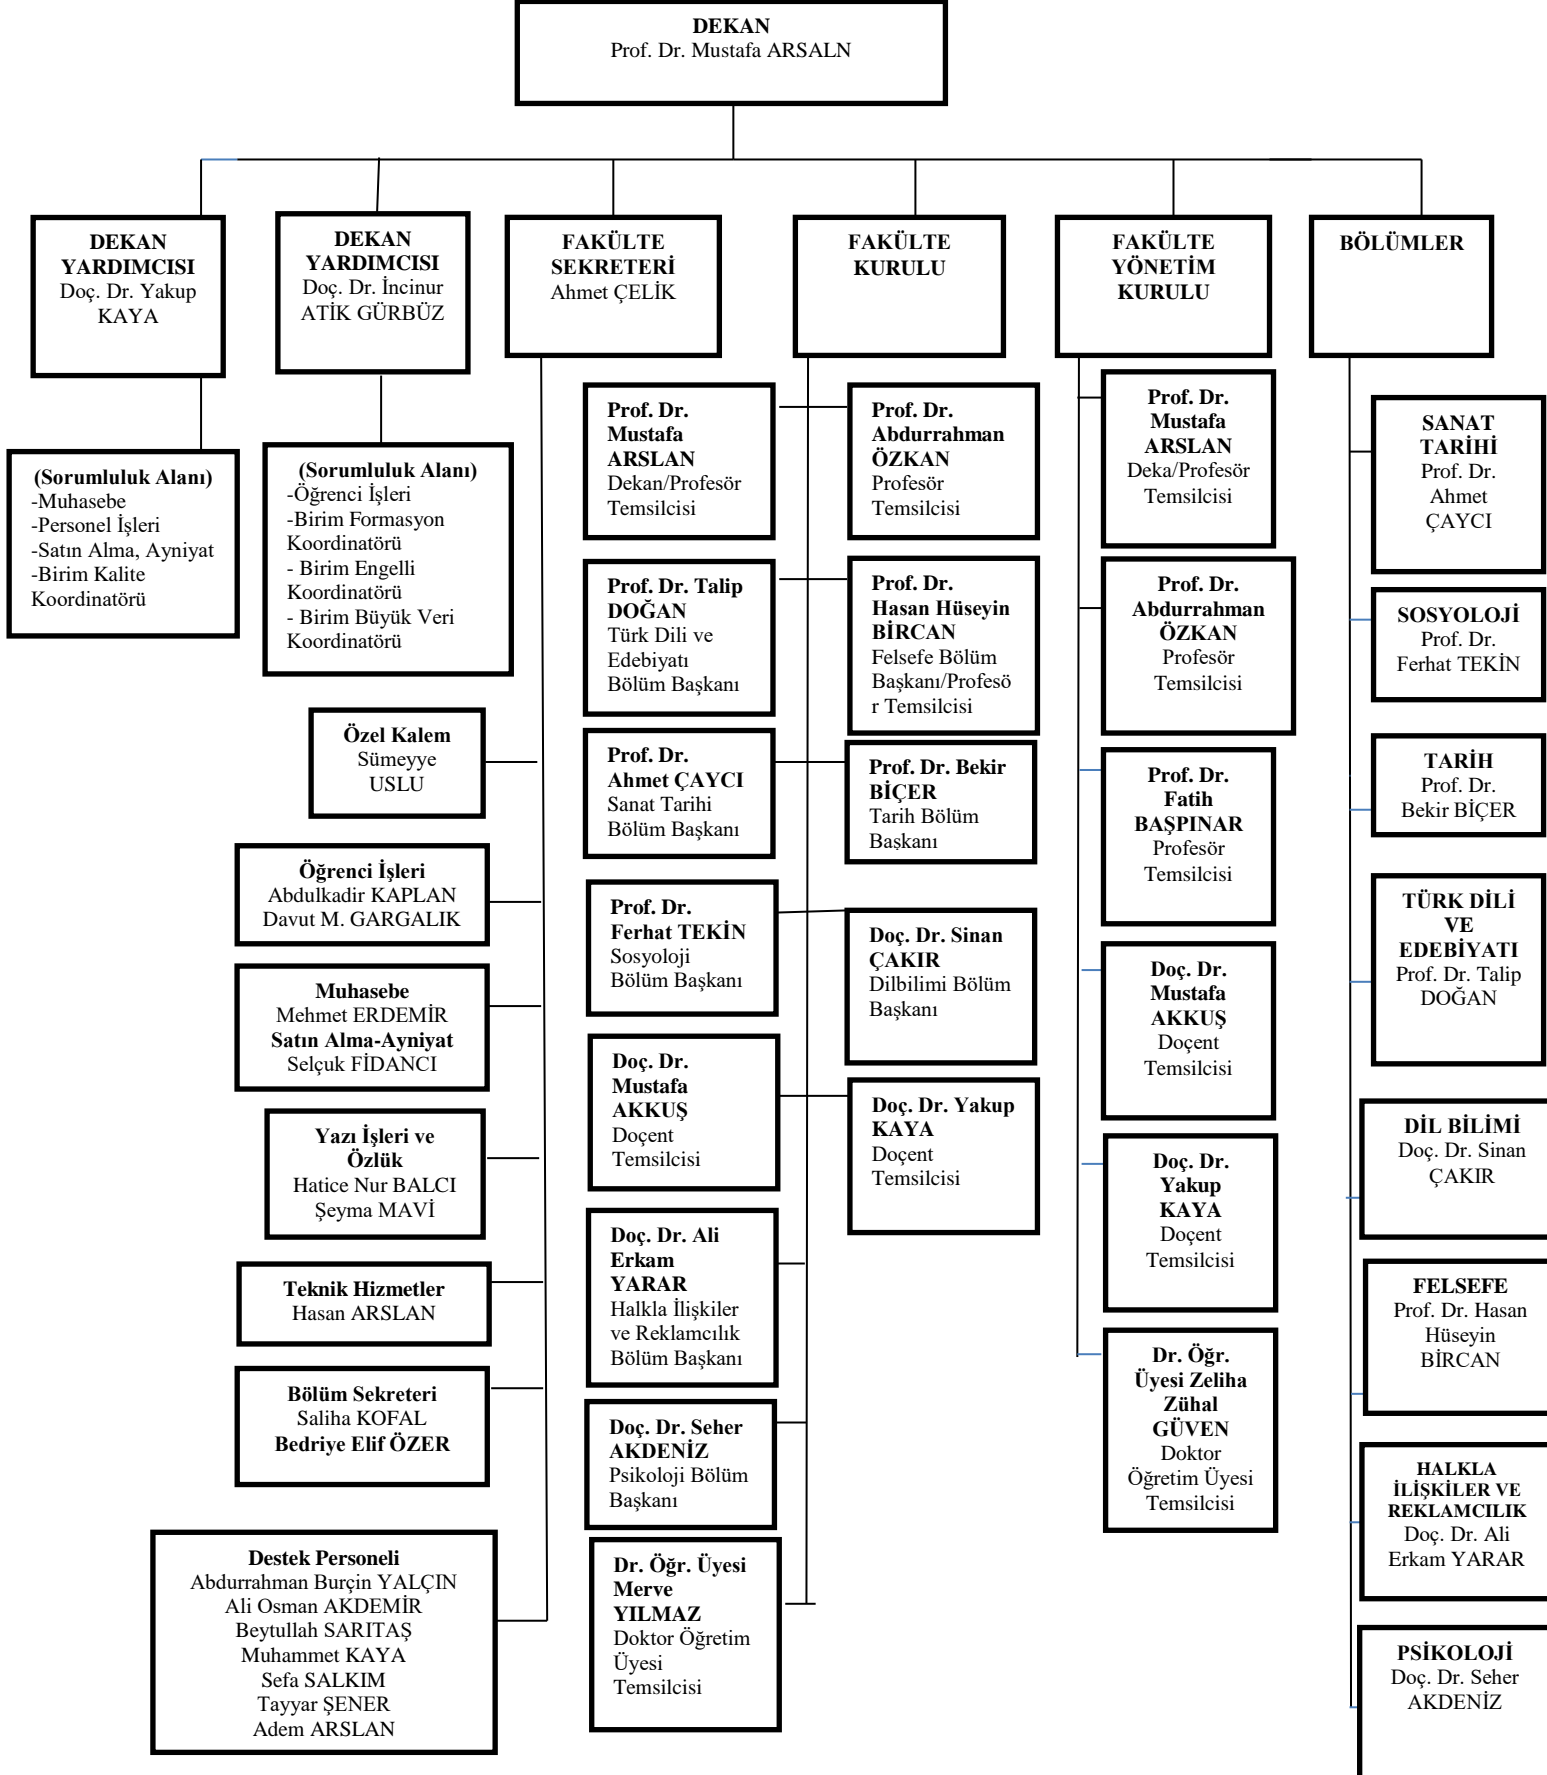 DEKAN
Prof. Dr. Mustafa ARSALN
DEKAN
YARDIMCISI
Doç. Dr. Yakup
KAYA
DEKAN
YARDIMCISI
Doç. Dr. İncinur
ATİK GÜRBÜZ
FAKÜLTE
SEKRETERİ
Ahmet ÇELİK
FAKÜLTE
KURULU
FAKÜLTE
YÖNETİM
KURULU
BÖLÜMLER
(Sorumluluk Alanı)
-Muhasebe
-Personel İşleri
-Satın Alma, Ayniyat
-Birim Kalite
Koordinatörü
(Sorumluluk Alanı)
-Öğrenci İşleri
-Birim Formasyon
Koordinatörü
- Birim Engelli
Koordinatörü
- Birim Büyük Veri
Koordinatörü
Özel Kalem
Sümeyye
USLU
Öğrenci İşleri
Abdulkadir KAPLAN
Davut M. GARGALIK
Muhasebe
Mehmet ERDEMİR
Satın Alma-Ayniyat
Selçuk FİDANCI
Yazı İşleri ve
Özlük
Hatice Nur BALCI
Şeyma MAVİ
Teknik Hizmetler
Hasan ARSLAN
Bölüm Sekreteri
Saliha KOFAL
Bedriye Elif ÖZER
Destek Personeli
Abdurrahman Burçin YALÇIN
Ali Osman AKDEMİR
Beytullah SARITAŞ
Muhammet KAYA
Sefa SALKIM
Tayyar ŞENER
Adem ARSLAN
Prof. Dr.
Mustafa
ARSLAN
Dekan/Profesör
Temsilcisi
Prof. Dr.
Abdurrahman
ÖZKAN
Profesör
Temsilcisi
Prof. Dr. Talip
DOĞAN
Türk Dili ve
Edebiyatı
Bölüm Başkanı
Prof. Dr.
Hasan Hüseyin
BİRCAN
Felsefe Bölüm
Başkanı/Profesö
r Temsilcisi
Prof. Dr.
Ahmet ÇAYCI
Sanat Tarihi
Bölüm Başkanı
Prof. Dr. Bekir
BİÇER
Tarih Bölüm
Başkanı
Prof. Dr.
Ferhat TEKİN
Sosyoloji
Bölüm Başkanı
Doç. Dr. Sinan
ÇAKIR
Dilbilimi Bölüm
Başkanı
Doç. Dr.
Mustafa
AKKUŞ
Doçent
Temsilcisi
Doç. Dr. Yakup
KAYA
Doçent
Temsilcisi
Doç. Dr. Ali
Erkam
YARAR
Halkla İlişkiler
ve Reklamcılık
Bölüm Başkanı
Doç. Dr. Seher
AKDENİZ
Psikoloji Bölüm
Başkanı
Dr. Öğr. Üyesi
Merve
YILMAZ
Doktor Öğretim
Üyesi
Temsilcisi
Prof. Dr.
Mustafa
ARSLAN
Deka/Profesör
Temsilcisi
Prof. Dr.
Abdurrahman
ÖZKAN
Profesör
Temsilcisi
Prof. Dr.
Fatih
BAŞPINAR
Profesör
Temsilcisi
Doç. Dr.
Mustafa
AKKUŞ
Doçent
Temsilcisi
Doç. Dr.
Yakup
KAYA
Doçent
Temsilcisi
Dr. Öğr.
Üyesi Zeliha
Zühal
GÜVEN
Doktor
Öğretim Üyesi
Temsilcisi
SANAT
TARİHİ
Prof. Dr.
Ahmet
ÇAYCI
SOSYOLOJİ
Prof. Dr.
Ferhat TEKİN
TARİH
Prof. Dr.
Bekir BİÇER
TÜRK DİLİ
VE
EDEBİYATI
Prof. Dr. Talip
DOĞAN
DİL BİLİMİ
Doç. Dr. Sinan
ÇAKIR
FELSEFE
Prof. Dr. Hasan
Hüseyin
BİRCAN
HALKLA
İLİŞKİLER VE
REKLAMCILIK
Doç. Dr. Ali
Erkam YARAR
PSİKOLOJİ
Doç. Dr. Seher
AKDENİZ